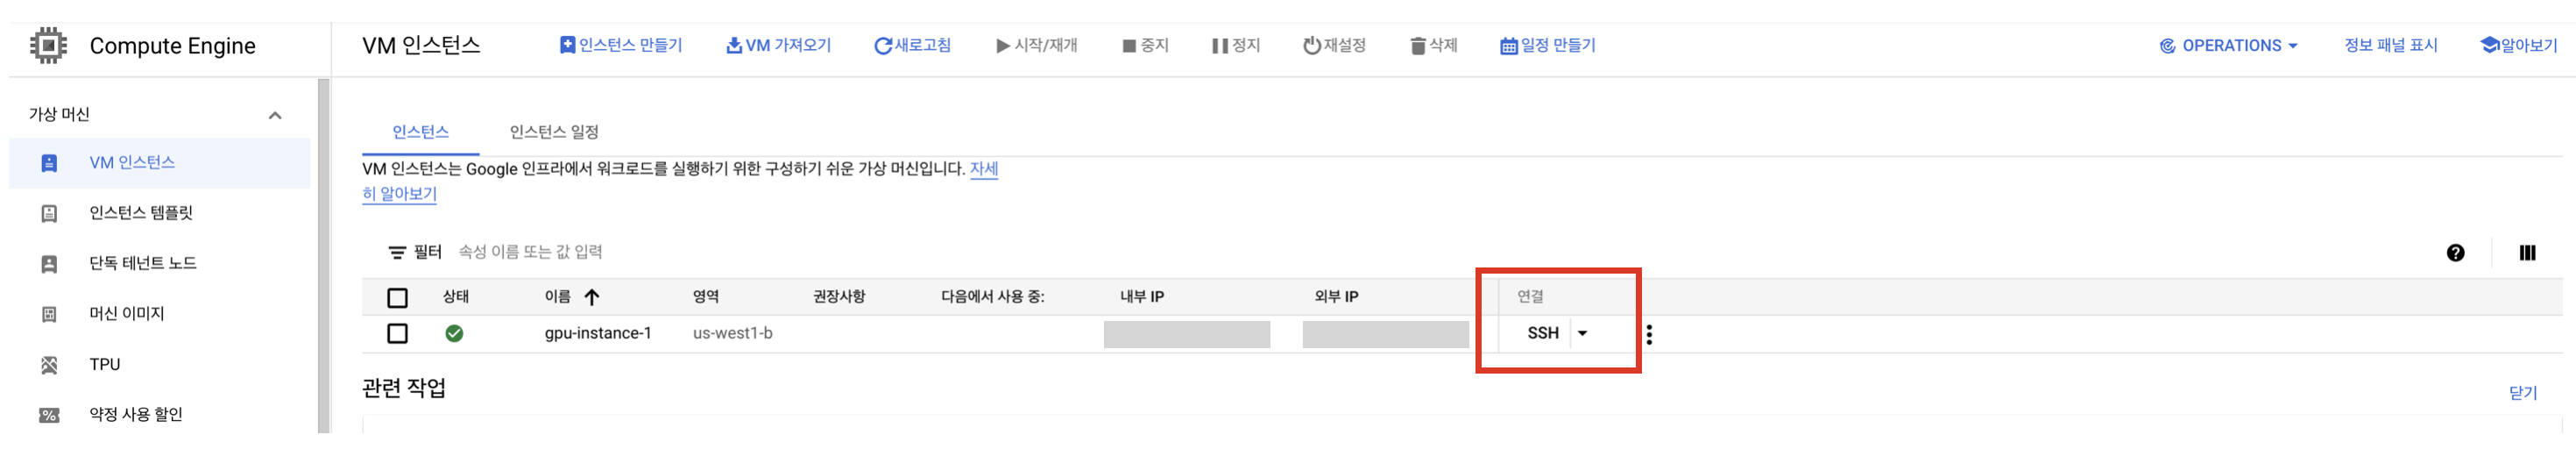 Compute Engine
VM 인스턴스
인스턴스 만들기
VM 가져오기
새로고침
시작/재개
중지
정지
재설정
삭제
일정 만들기
OPERATIONS
정보 패널 표시
알아보기
가상 머신
VM 인스턴스
인스턴스 템플릿
단독 테넌트 노드
머신 이미지
TPU
약정 사용 할인
인스턴스
인스턴스 일정
VM 인스턴스는 Google 인프라에서 워크로드를 실행하기 위한 구성하기 쉬운 가상 머신입니다. 자세
히 알아보기
필터 속성 이름 또는 값 입력
상태 이름 영역 권장사항 다음에서 사용 중: 내부 IP 외부 IP 연결
gpu-instance-1 us-west1-b SSH
관련 작업
닫기